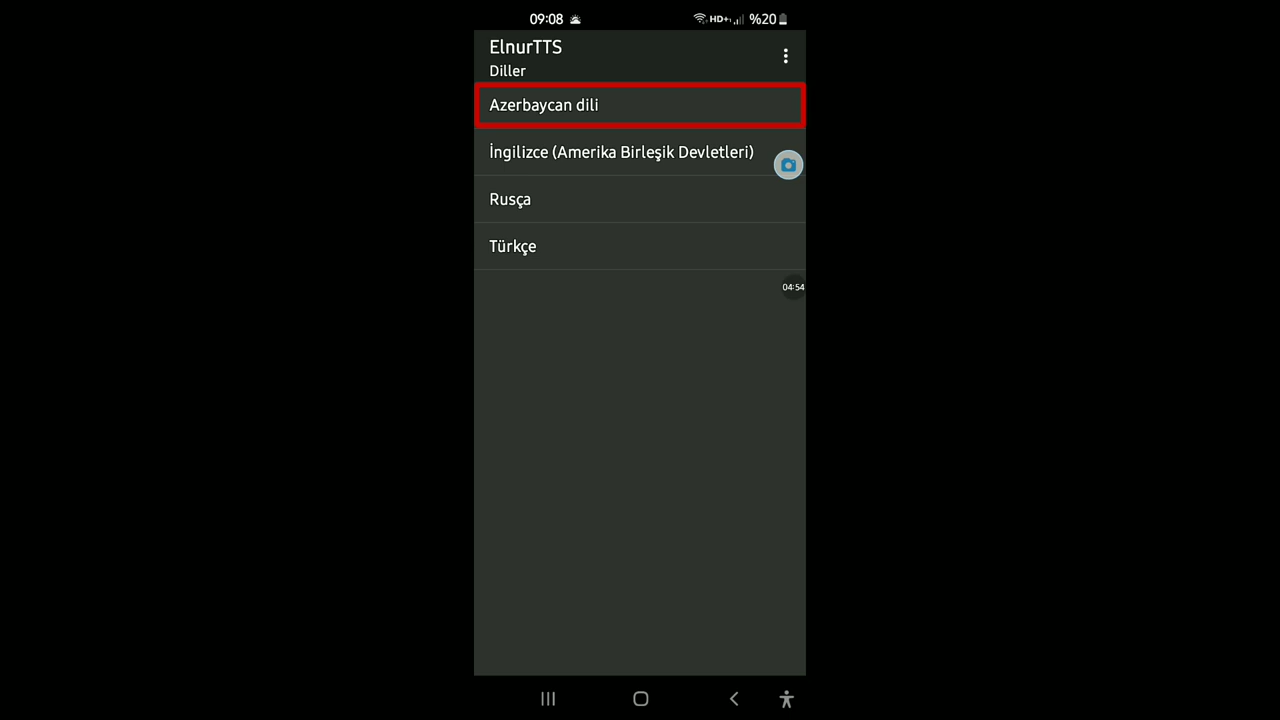 09:08 HD+ %20
ElnurTTS
Diller
Azerbaycan dili
İngilizce (Amerika Birleşik Devletleri)
Rusça
Türkçe
04:54